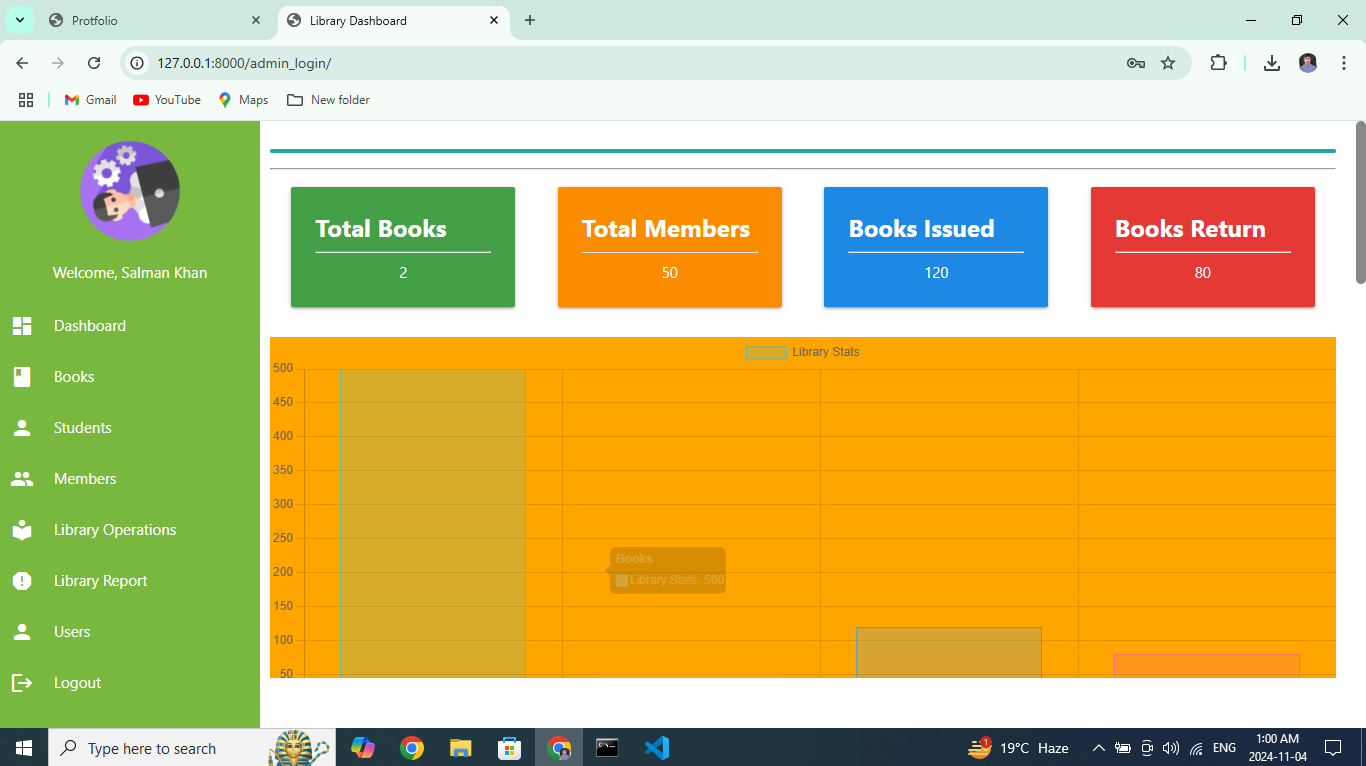 Protfolio
Library Dashboard
127.0.0.1:8000/admin_login/
Gmail
YouTube
Maps
New folder
Welcome, Salman Khan
Dashboard
Books
Students
Members
Library Operations
Library Report
Users
Logout
Total Books
2
Total Members
50
Books Issued
120
Books Return
80
Library Stats
500
450
400
350
300
250
200
150
100
50
Books
Library Stats: 500
Type here to search
1
19°C Haze
ENG
1:00 AM
2024-11-04